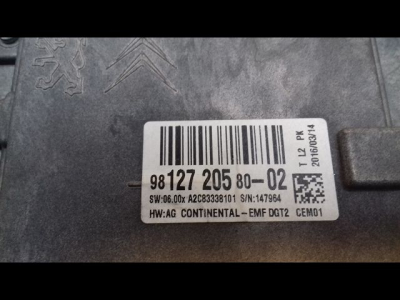 98 127 205 80-02
SW:06.00x A2C83338101 S/N:147964
HW:AG CONTINENTAL-EMF DGT2 CEM01
T L2 PK
2016/03/14